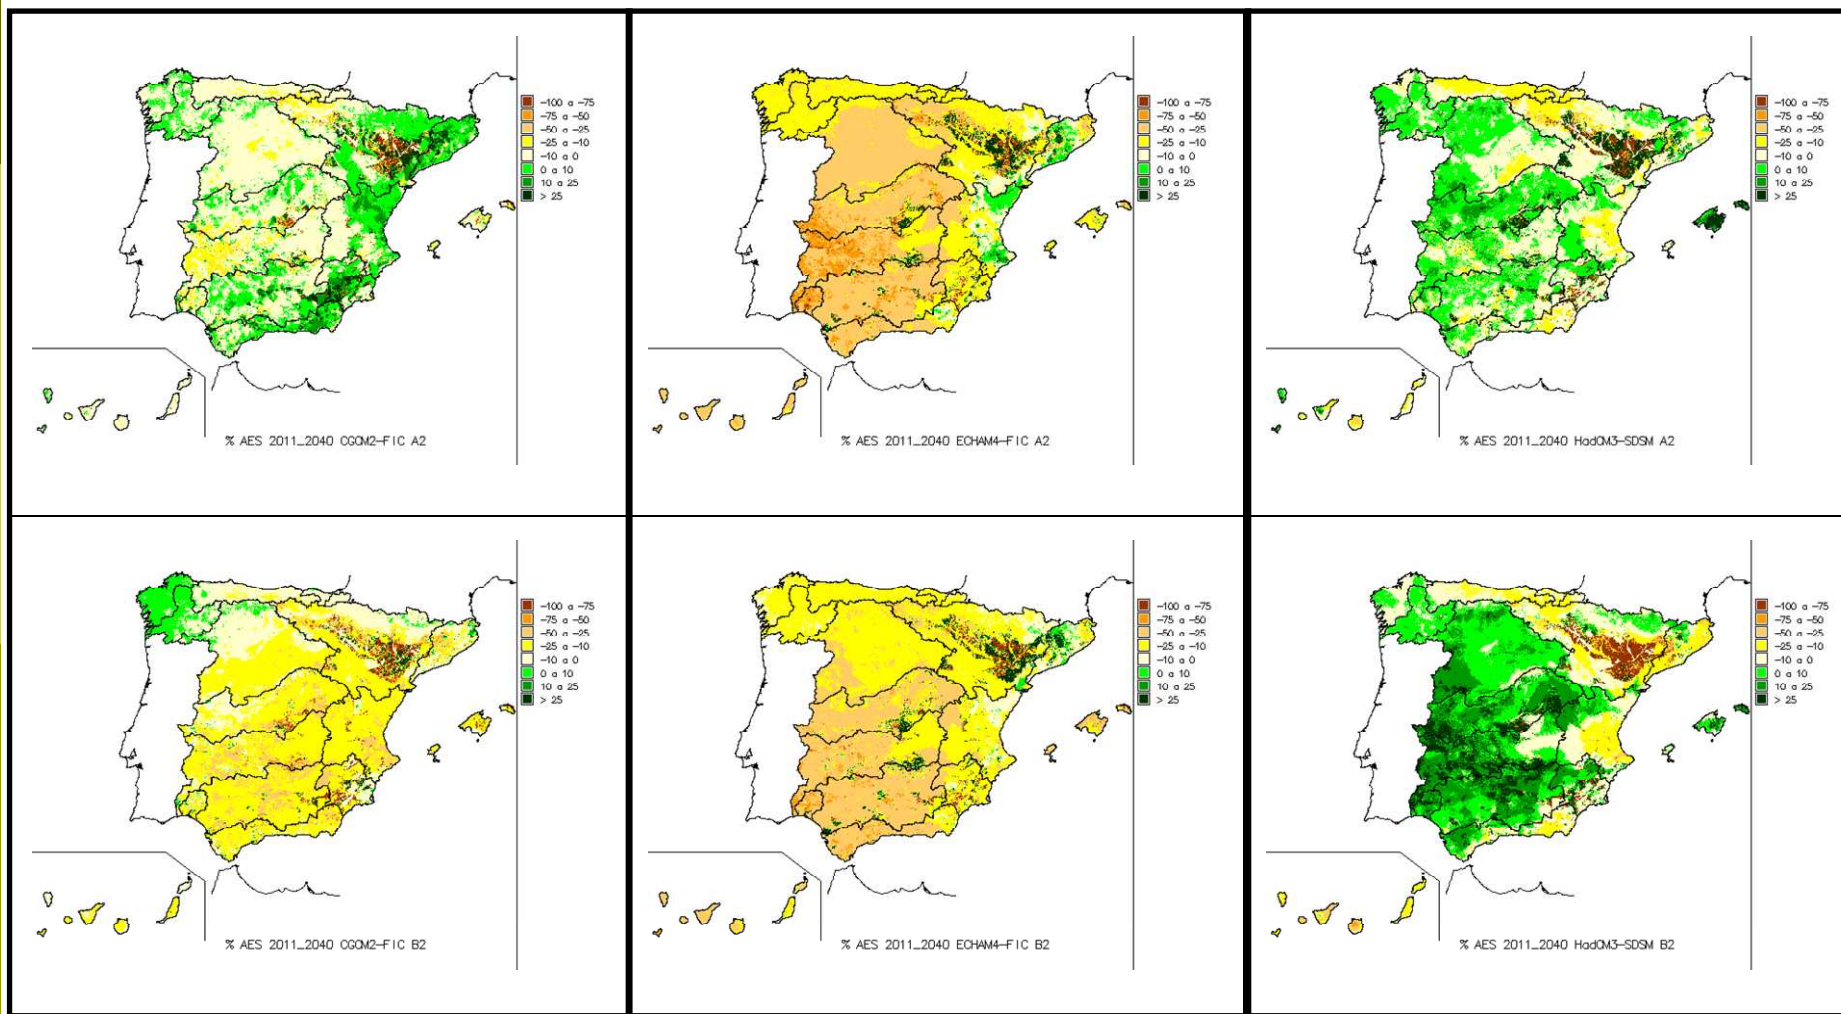 -100 a -75
-75 a -50
-50 a -25
-25 a -10
-10 a 0
0 a 10
10 a 25
> 25
% AES 2011_2040 CGCM2-FIC A2
-100 a -75
-75 a -50
-50 a -25
-25 a -10
-10 a 0
0 a 10
10 a 25
> 25
% AES 2011_2040 ECHAM4-FIC A2
-100 a -75
-75 a -50
-50 a -25
-25 a -10
-10 a 0
0 a 10
10 a 25
> 25
% AES 2011_2040 HadCM3-SDSM A2
-100 a -75
-75 a -50
-50 a -25
-25 a -10
-10 a 0
0 a 10
10 a 25
> 25
% AES 2011_2040 CGCM2-FIC B2
-100 a -75
-75 a -50
-50 a -25
-25 a -10
-10 a 0
0 a 10
10 a 25
> 25
% AES 2011_2040 ECHAM4-FIC B2
-100 a -75
-75 a -50
-50 a -25
-25 a -10
-10 a 0
0 a 10
10 a 25
> 25
% AES 2011_2040 HadCM3-SDSM B2